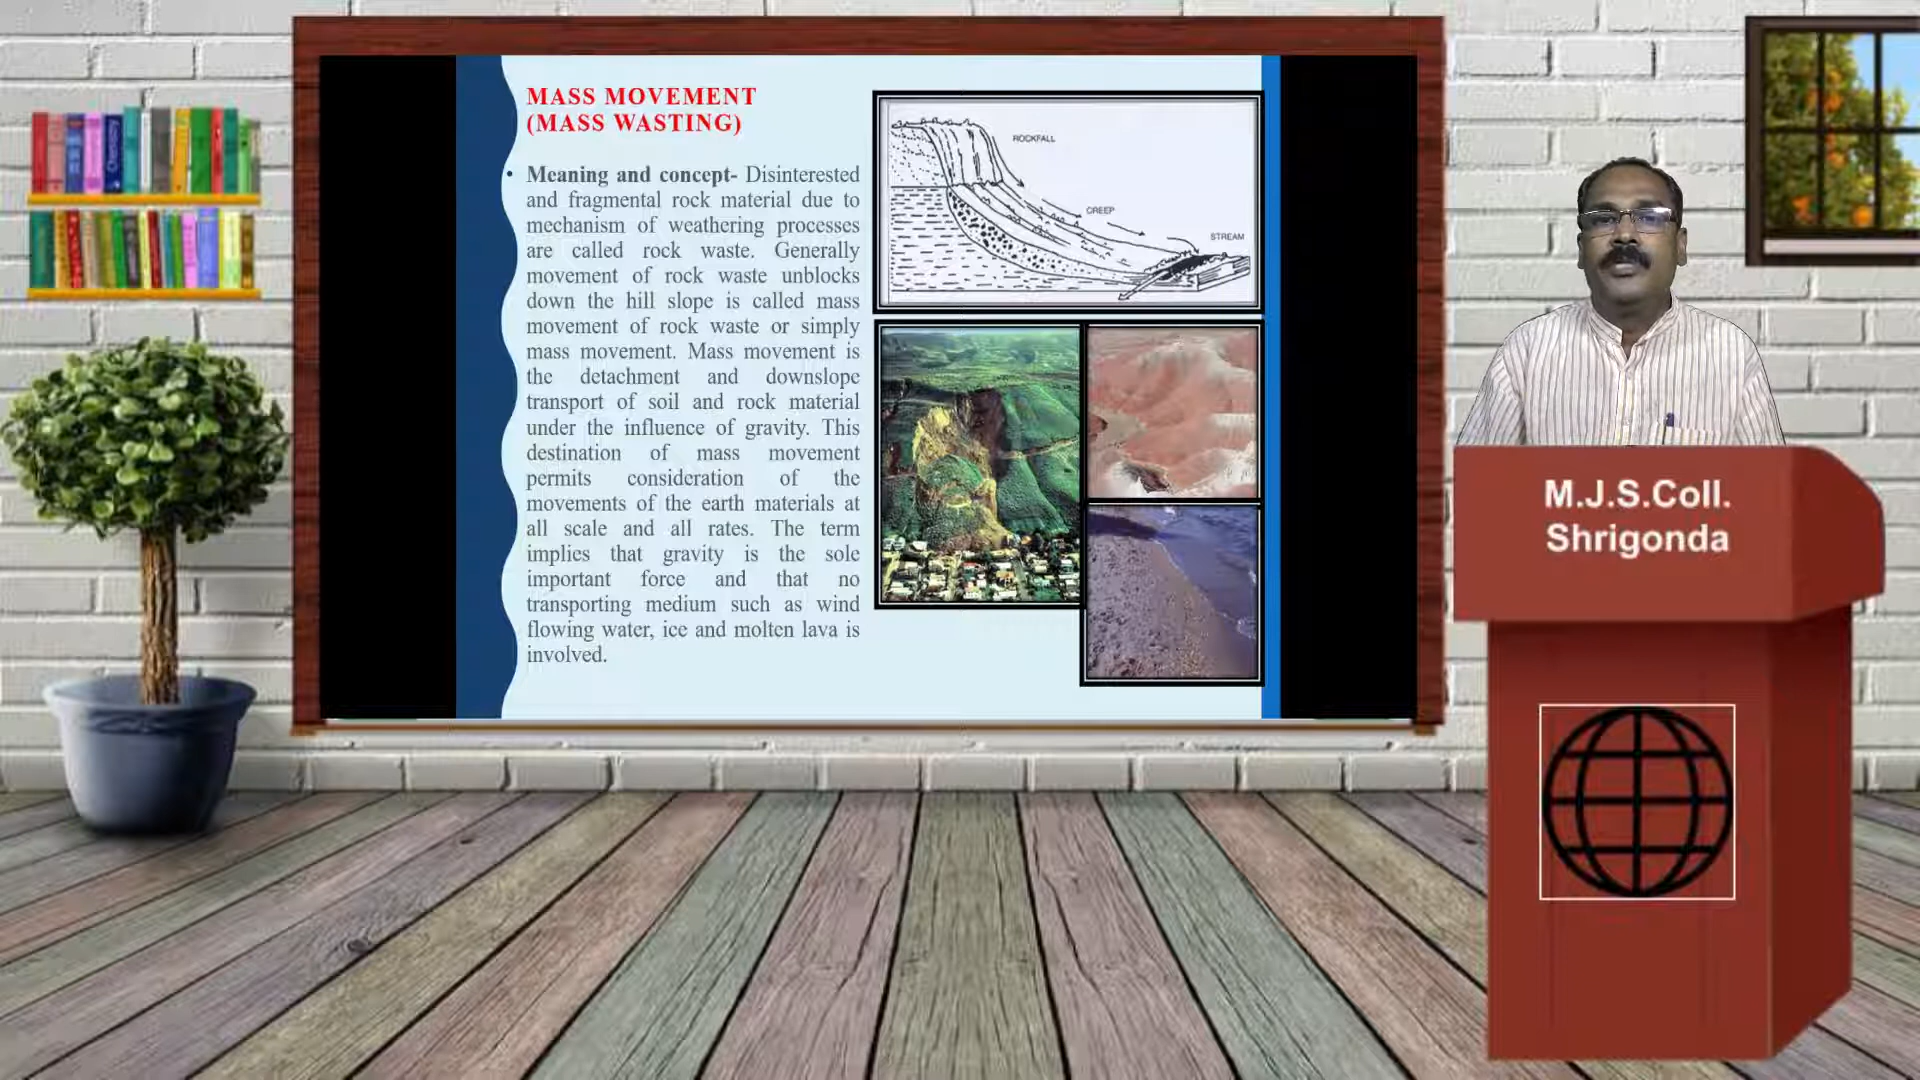 MASS MOVEMENT
(MASS WASTING)
• Meaning and concept- Disinterested
and fragmental rock material due to
mechanism of weathering processes
are called rock waste. Generally
movement of rock waste unblocks
down the hill slope is called mass
movement of rock waste or simply
mass movement. Mass movement is
the detachment and downslope
transport of soil and rock material
under the influence of gravity. This
destination of mass movement
permits consideration of the
movements of the earth materials at
all scale and all rates. The term
implies that gravity is the sole
important force and that no
transporting medium such as wind
flowing water, ice and molten lava is
involved.
ROCKFALL
CREEP
STREAM
M.J.S.Coll.
Shrigonda